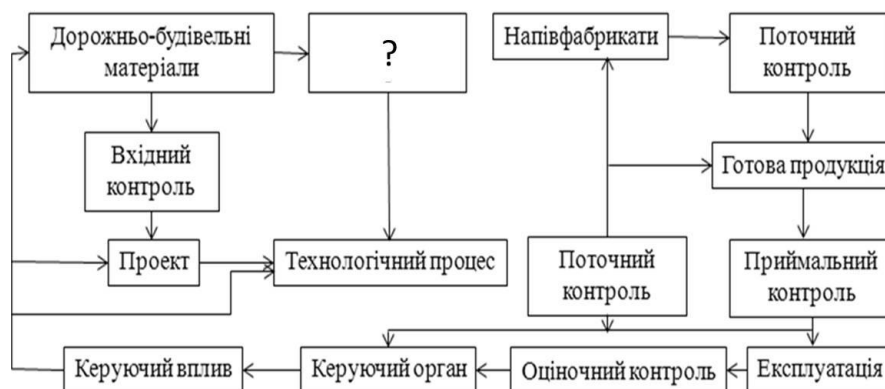 Дорожньо-будівельні
матеріали
?
Напівфабрикати
Поточний
контроль
Вхідний
контроль
Готова продукція
Проект
Технологічний процес
Поточний
контроль
Приймальний
контроль
Керуючий вплив
Керуючий орган
Оціночний контроль
Експлуатація